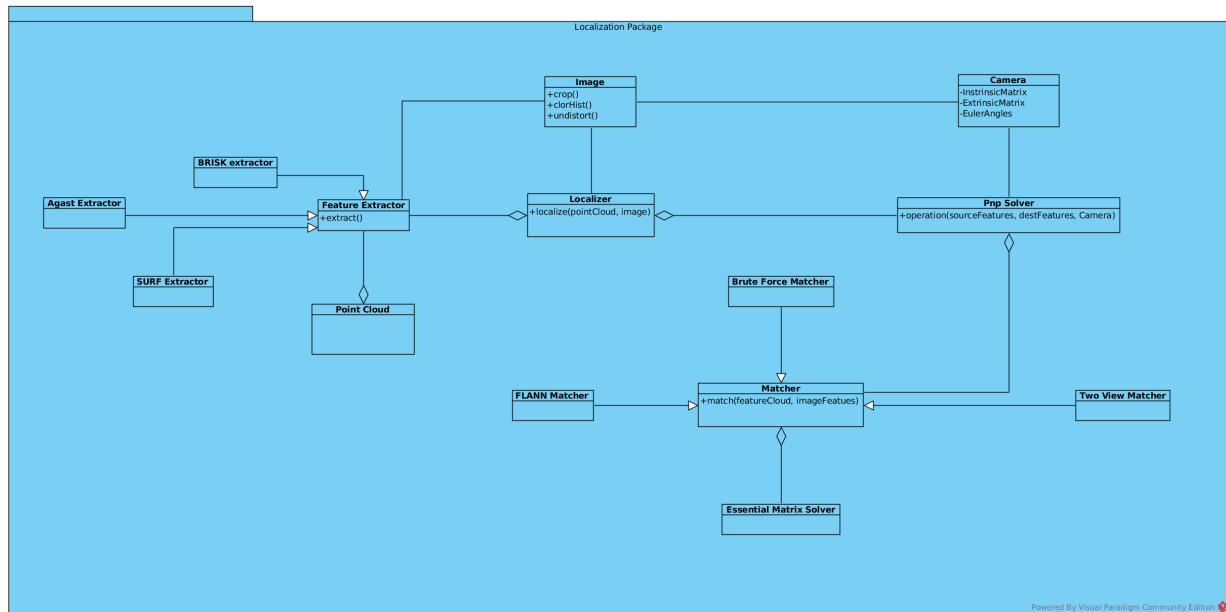 Localization Package
Image
+crop()
+clorHist()
+undistort()
Camera
-InstrinsicMatrix
-ExtrinsicMatrix
-EulerAngles
BRISK extractor
Agast Extractor
Feature Extractor
+extract()
Localizer
+localize(pointCloud, image)
Pnp Solver
+operation(sourceFeatures, destFeatures, Camera)
SURF Extractor
Brute Force Matcher
Point Cloud
Matcher
+match(featureCloud, imageFeatues)
FLANN Matcher
Two View Matcher
Essential Matrix Solver
Powered By Visual Paradigm Community Edition